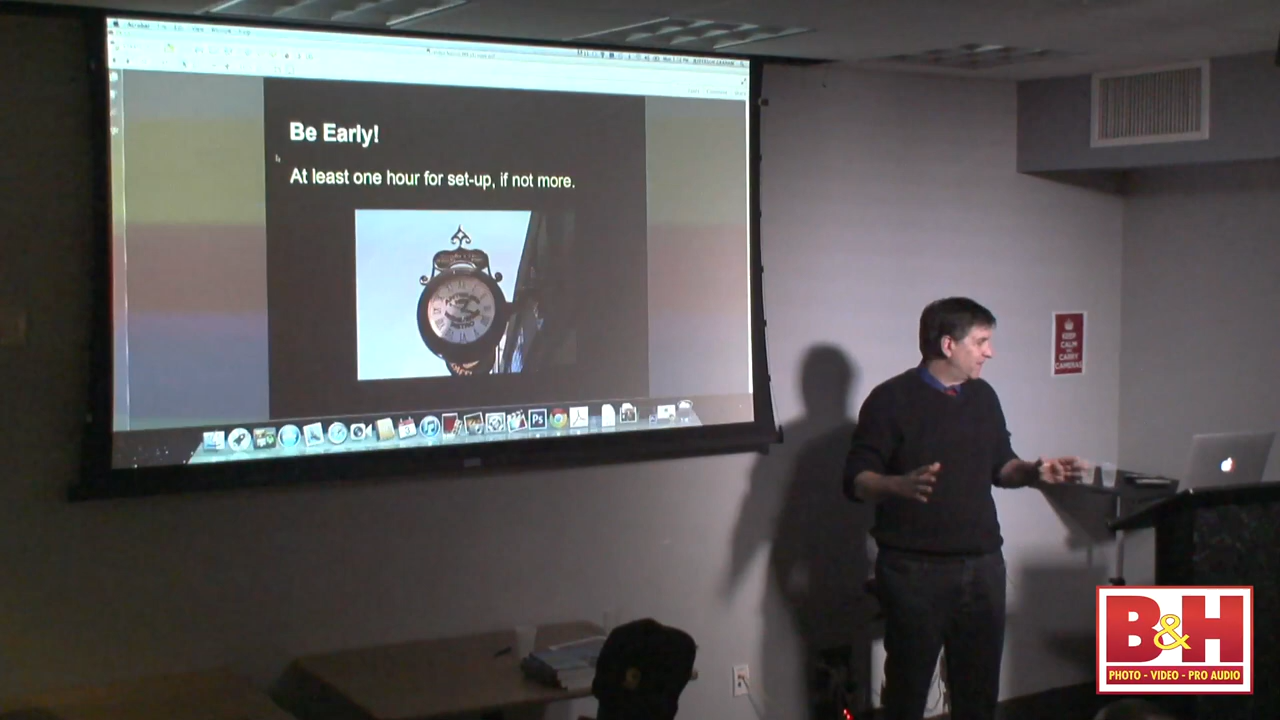 Be Early!
At least one hour for set-up, if not more.
Ps
KEEP
CALM
AND
CARRY
CAMERAS
B&H
PHOTO - VIDEO - PRO AUDIO